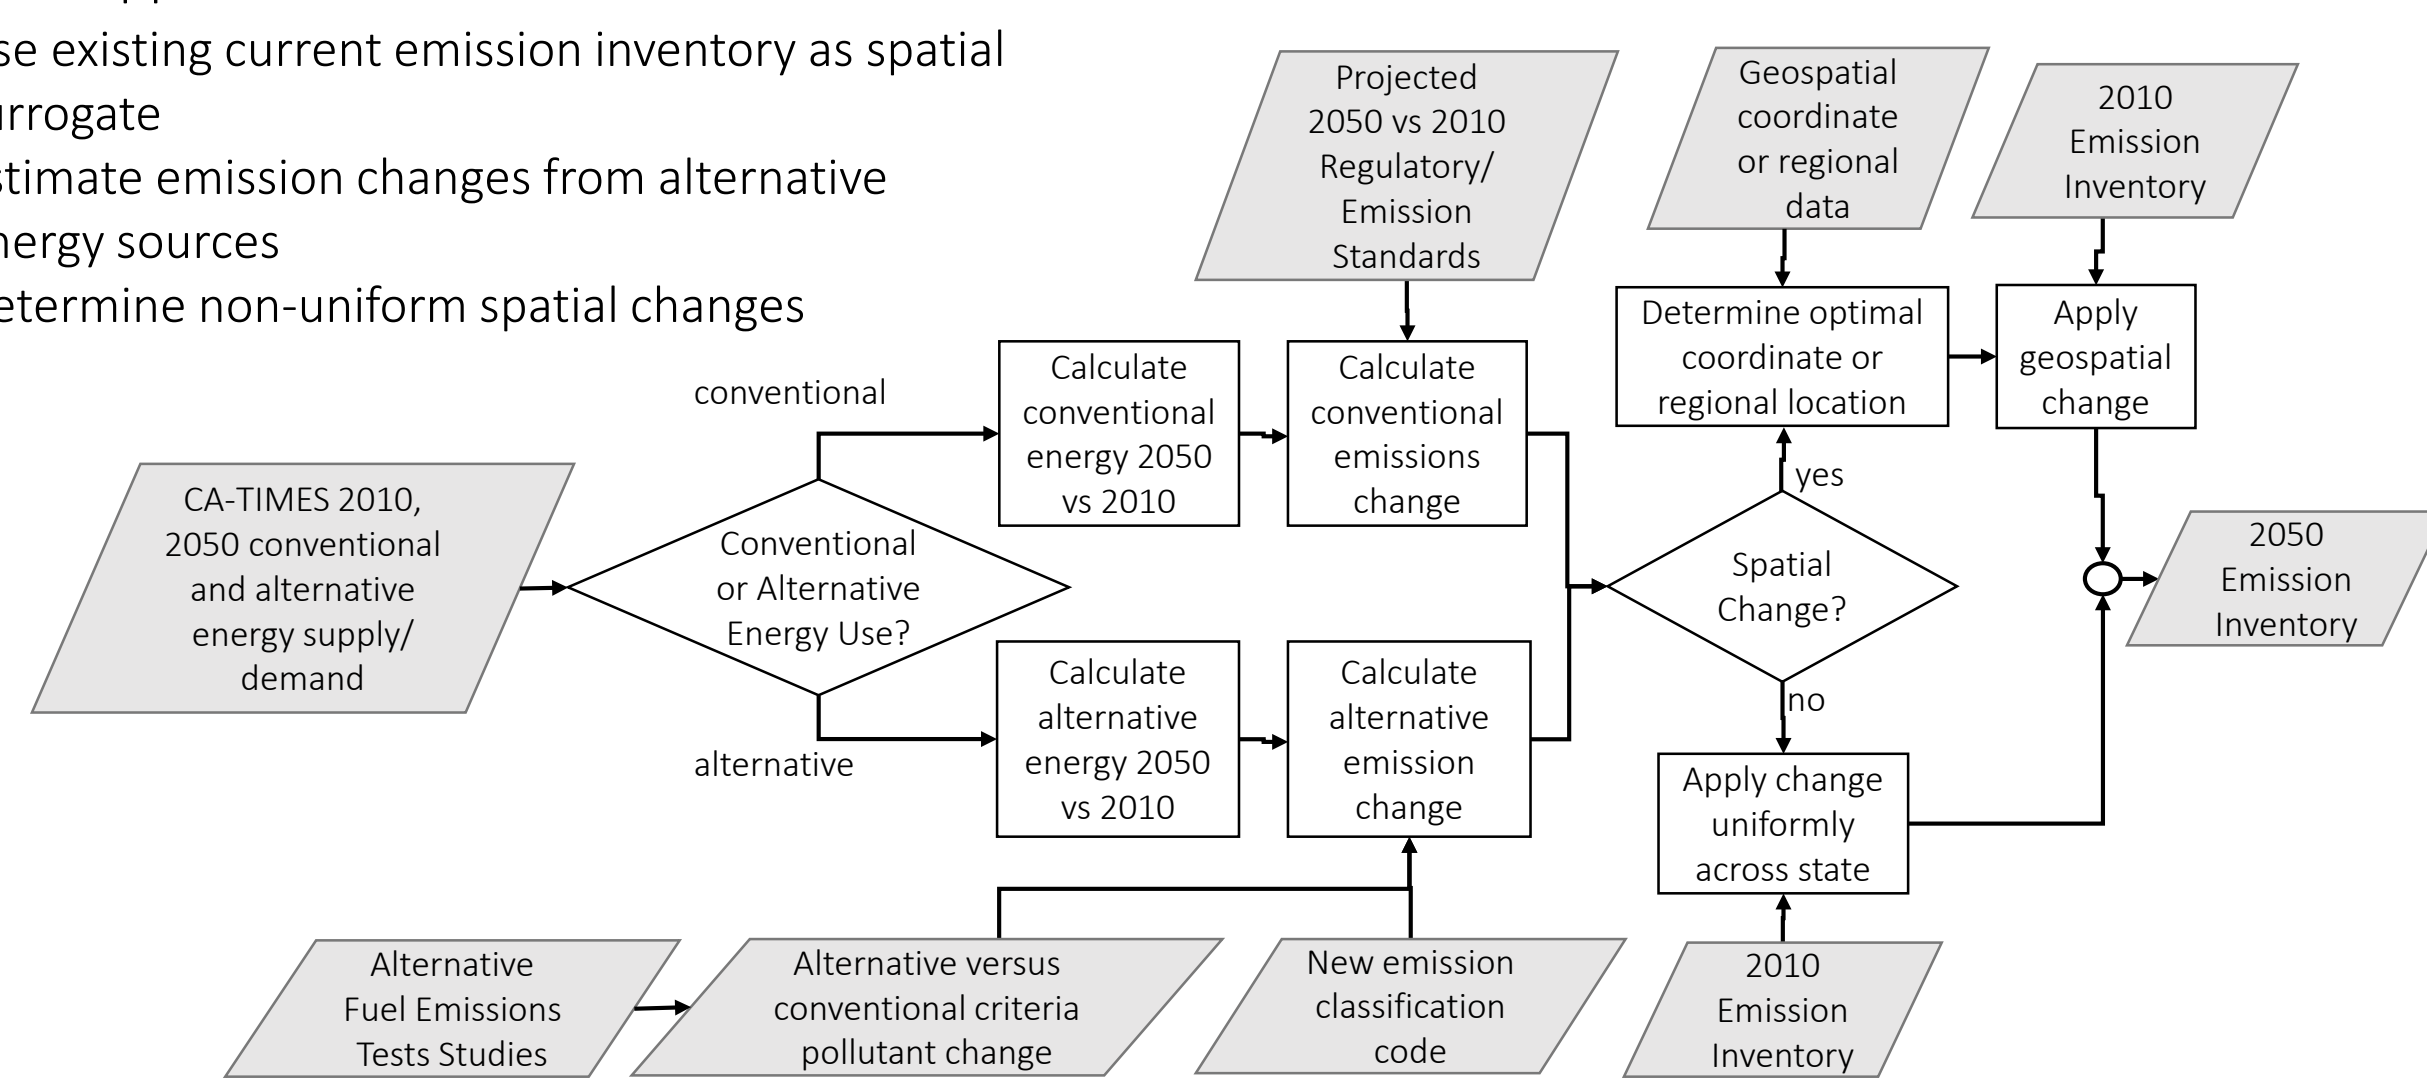 se existing current emission inventory as spatial
urrogate
stimate emission changes from alternative
nergy sources
etermine non-uniform spatial changes
Projected
2050 vs 2010
Regulatory/
Emission
Standards
Geospatial
coordinate
or regional
data
2010
Emission
Inventory
Determine optimal
coordinate or
regional location
Apply
geospatial
change
conventional
Calculate
conventional
energy 2050
vs 2010
Calculate
conventional
emissions
change
yes
CA-TIMES 2010,
2050 conventional
and alternative
energy supply/
demand
Conventional
or Alternative
Energy Use?
Spatial
Change?
2050
Emission
Inventory
alternative
Calculate
alternative
energy 2050
vs 2010
Calculate
alternative
emission
change
no
Apply change
uniformly
across state
Alternative
Fuel Emissions
Tests Studies
Alternative versus
conventional criteria
pollutant change
New emission
classification
code
2010
Emission
Inventory